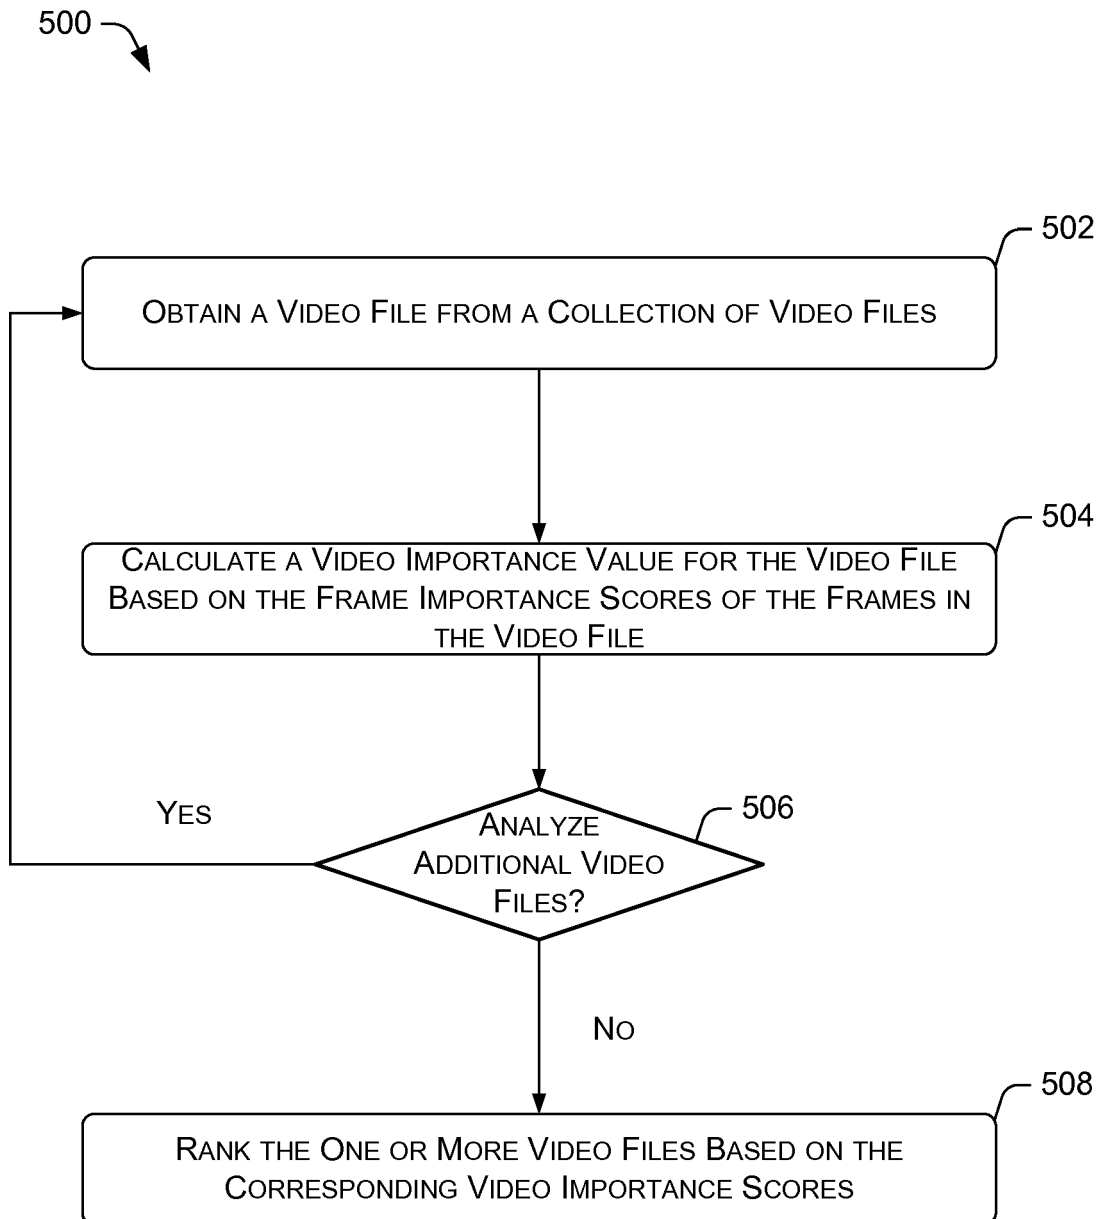 500
502
OBTAIN A VIDEO FILE FROM A COLLECTION OF VIDEO FILES
504
CALCULATE A VIDEO IMPORTANCE VALUE FOR THE VIDEO FILE
BASED ON THE FRAME IMPORTANCE SCORES OF THE FRAMES IN
THE VIDEO FILE
506
YES
ANALYZE
ADDITIONAL VIDEO
FILES?
NO
508
RANK THE ONE OR MORE VIDEO FILES BASED ON THE
CORRESPONDING VIDEO IMPORTANCE SCORES